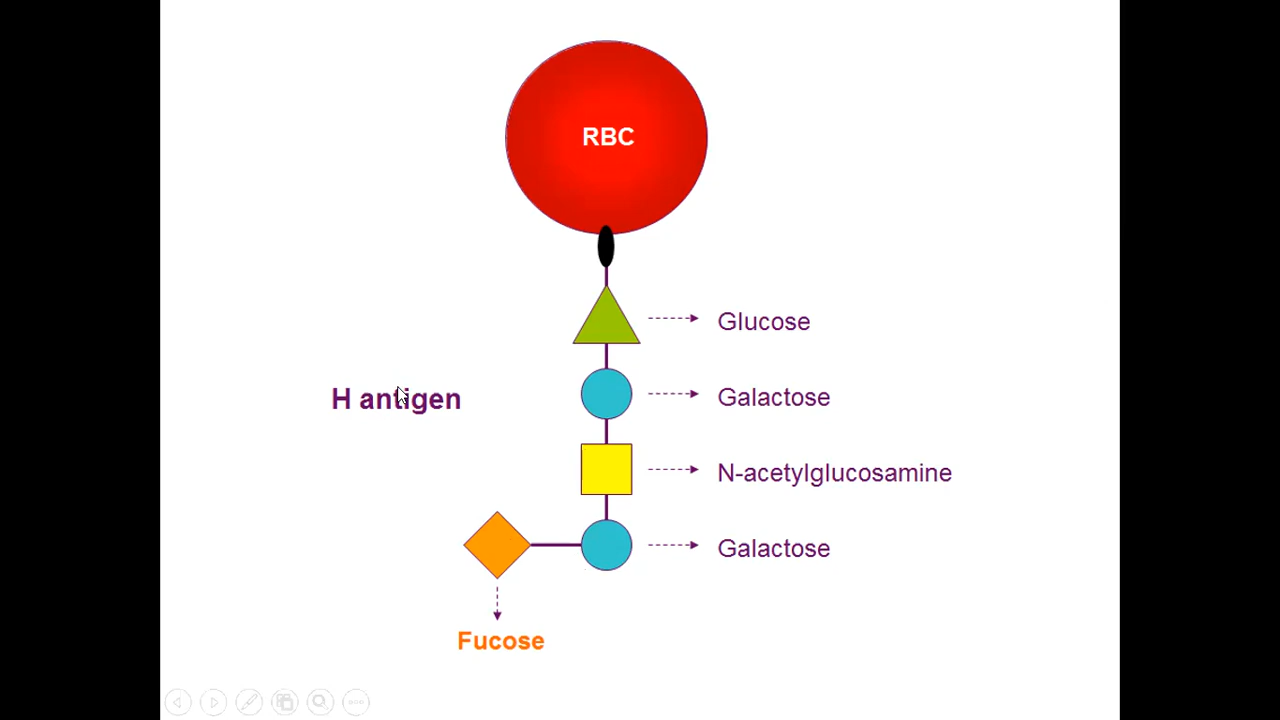 RBC
Glucose
H antigen
Galactose
N-acetylglucosamine
Galactose
Fucose